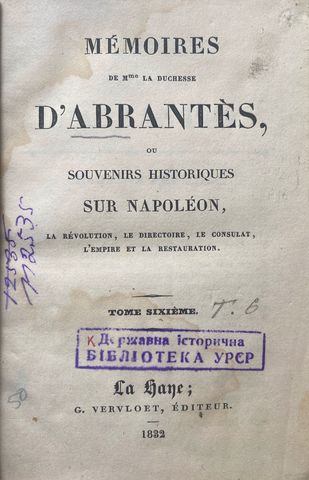 MÉMOIRES
DE Mme LA DUCHESSE
D'ABRANTÈS,
OU
SOUVENIRS HISTORIQUES
SUR NAPOLÉON,
LA RÉVOLUTION, LE DIRECTOIRE, LE CONSULAT,
L'EMPIRE ET LA RESTAURATION.
TOME SIXIÈME.
Т. 6
К Державна історична
БІБЛІОТЕКА УРСР
La Haye;
G. VERVLOET, ÉDITEUR.
1832
50